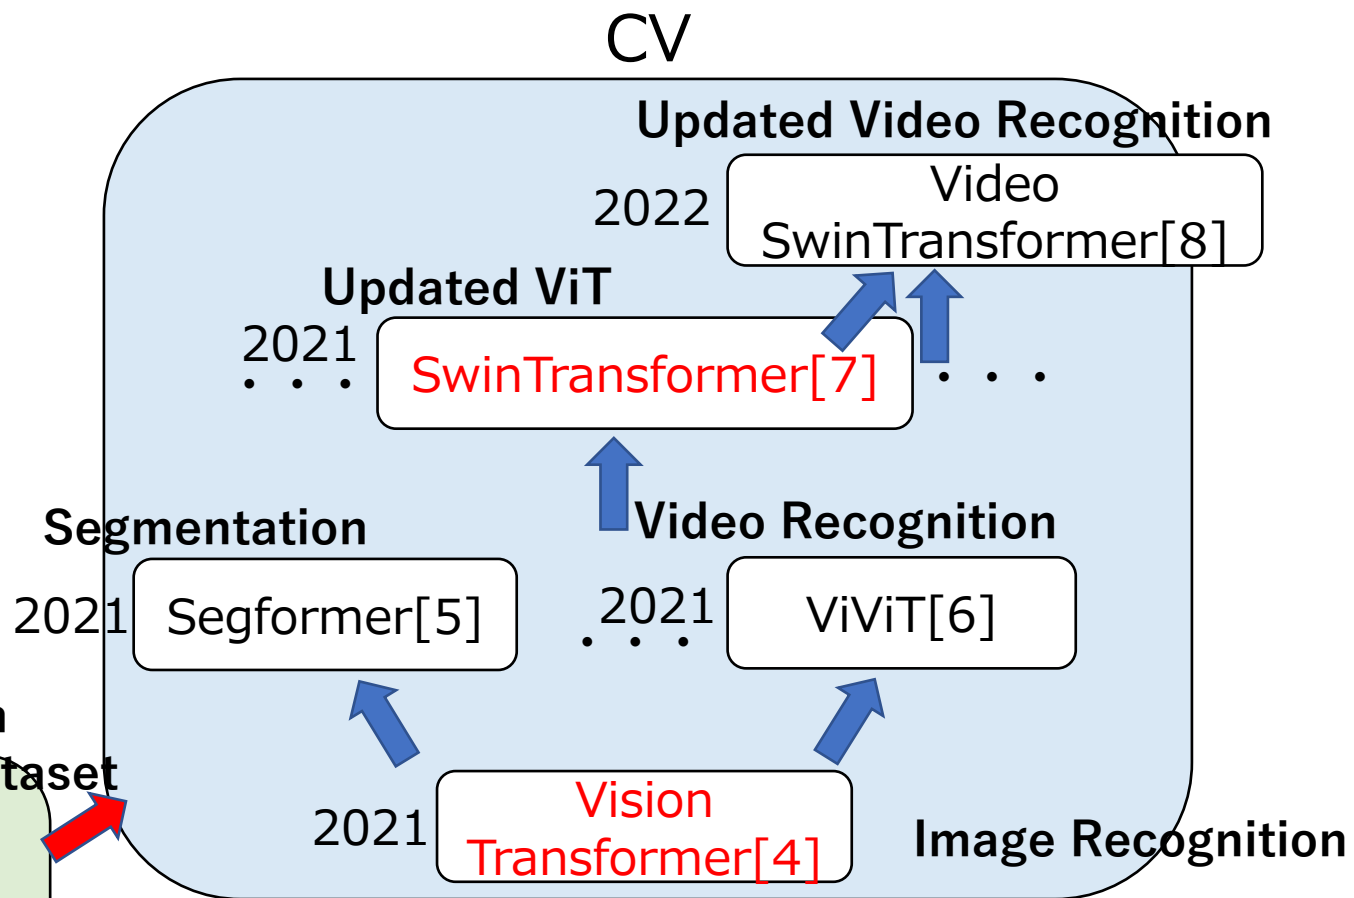 CV
Updated Video Recognition
2022
Video
SwinTransformer[8]
Updated ViT
2021
. . .
SwinTransformer[7]
. . .
Segmentation
Video Recognition
2021
Segformer[5]
. . .
2021
ViViT[6]
2021
Vision
Transformer[4]
Image Recognition